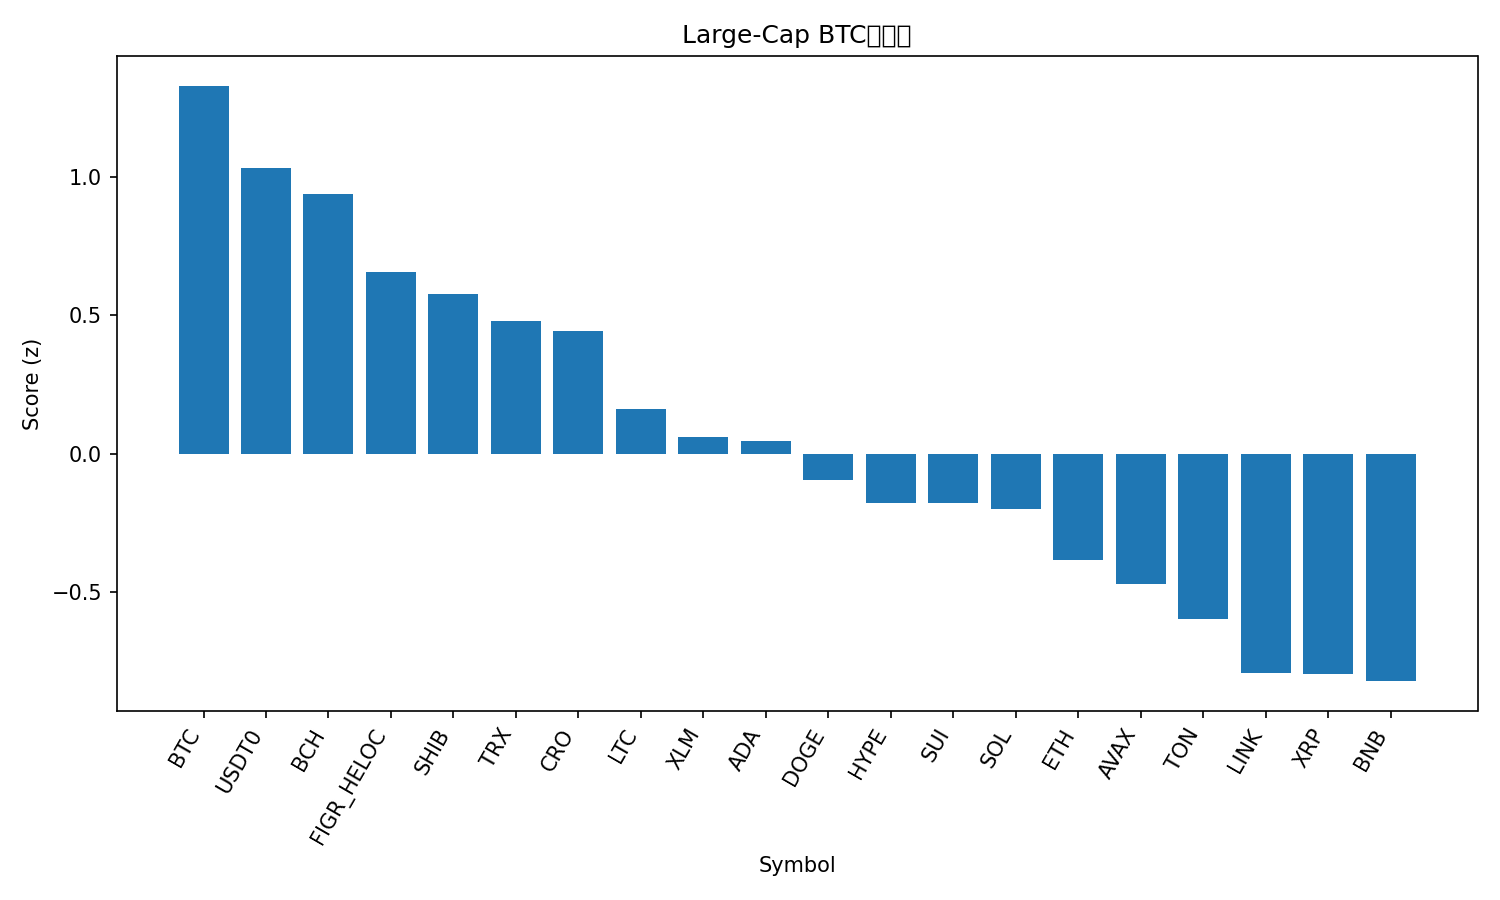 Large-Cap BTC
Score (z)
1.0
0.5
0.0
−0.5
BTC
USDT0
BCH
FIGR_HELOC
SHIB
TRX
CRO
LTC
XLM
ADA
DOGE
HYPE
SUI
SOL
ETH
AVAX
TON
LINK
XRP
BNB
Symbol